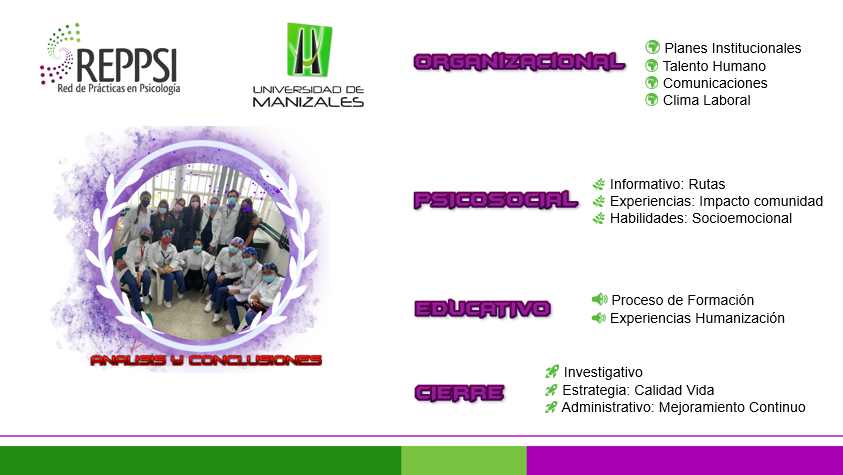 REPPSI
Red de Prácticas en Psicología
UNIVERSIDAD DE
MANIZALES
ANALISIS Y CONCLUSIONES
ORGANIZACIONAL
Planes Institucionales
Talento Humano
Comunicaciones
Clima Laboral
PSICOSOCIAL
Informativo: Rutas
Experiencias: Impacto comunidad
Habilidades: Socioemocional
EDUCATIVO
Proceso de Formación
Experiencias Humanización
CIERRE
Investigativo
Estrategia: Calidad Vida
Administrativo: Mejoramiento Continuo